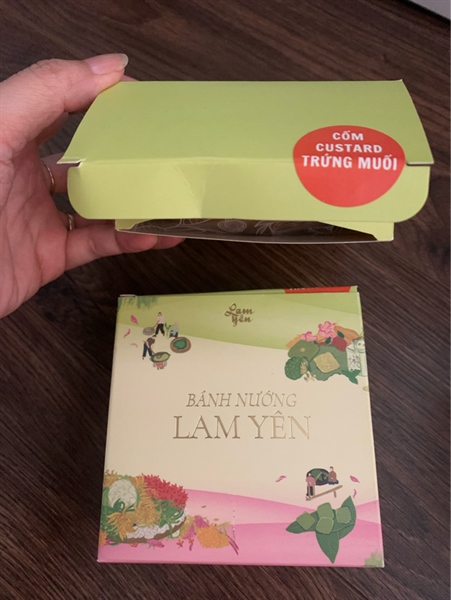 CỐM
CUSTARD
TRỨNG MUỐI
Lam
Yên
BÁNH NƯỚNG
LAM YÊN